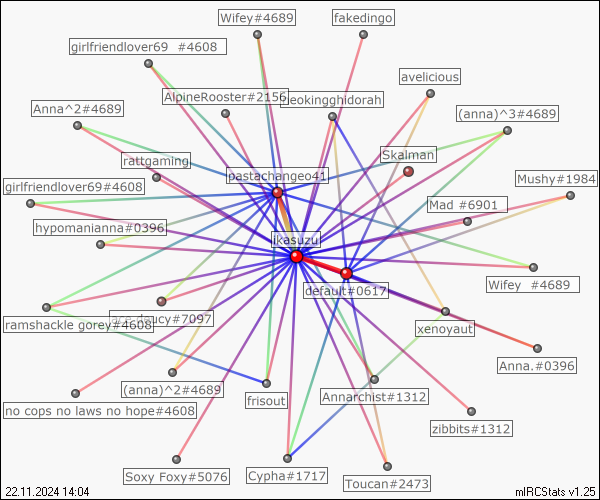 Wifey#4689
fakedingo
girlfriendlover69 #4608
avelicious
AlpineRooster#2156
neokingghidorah
Anna^2#4689
(anna)^3#4689
Skalman
rattgaming
pastachangeo41
Mushy#1984
girlfriendlover69#4608
Mad #6901
hypomanianna#0396
ikasuzu
Wifey #4689
default#0617
ramshackle gorey#4608
#7097
xenoyaut
Anna.#0396
(anna)^2#4689
frisout
Annarchist#1312
no cops no laws no hope#4608
zibbits#1312
Soxy Foxy#5076
Cypha#1717
Toucan#2473
22.11.2024 14:04
mIRCStats v1.25